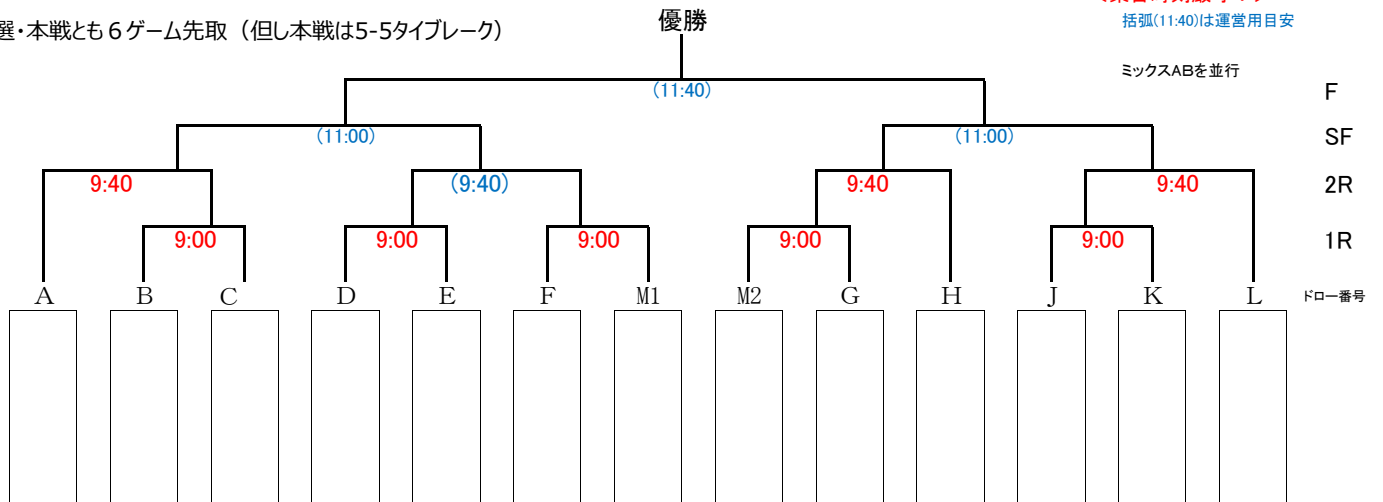 優勝
選・本戦とも6ゲーム先取（但し本戦は5-5タイブレーク）
括弧(11:40)は運営用目安
ミックスABを並行
(11:40) F
(11:00) (11:00) SF
9:40 (9:40) 9:40 9:40 2R
9:00 9:00 9:00 9:00 9:00 1R
A B C D E F M1 M2 G H J K L ドロー番号